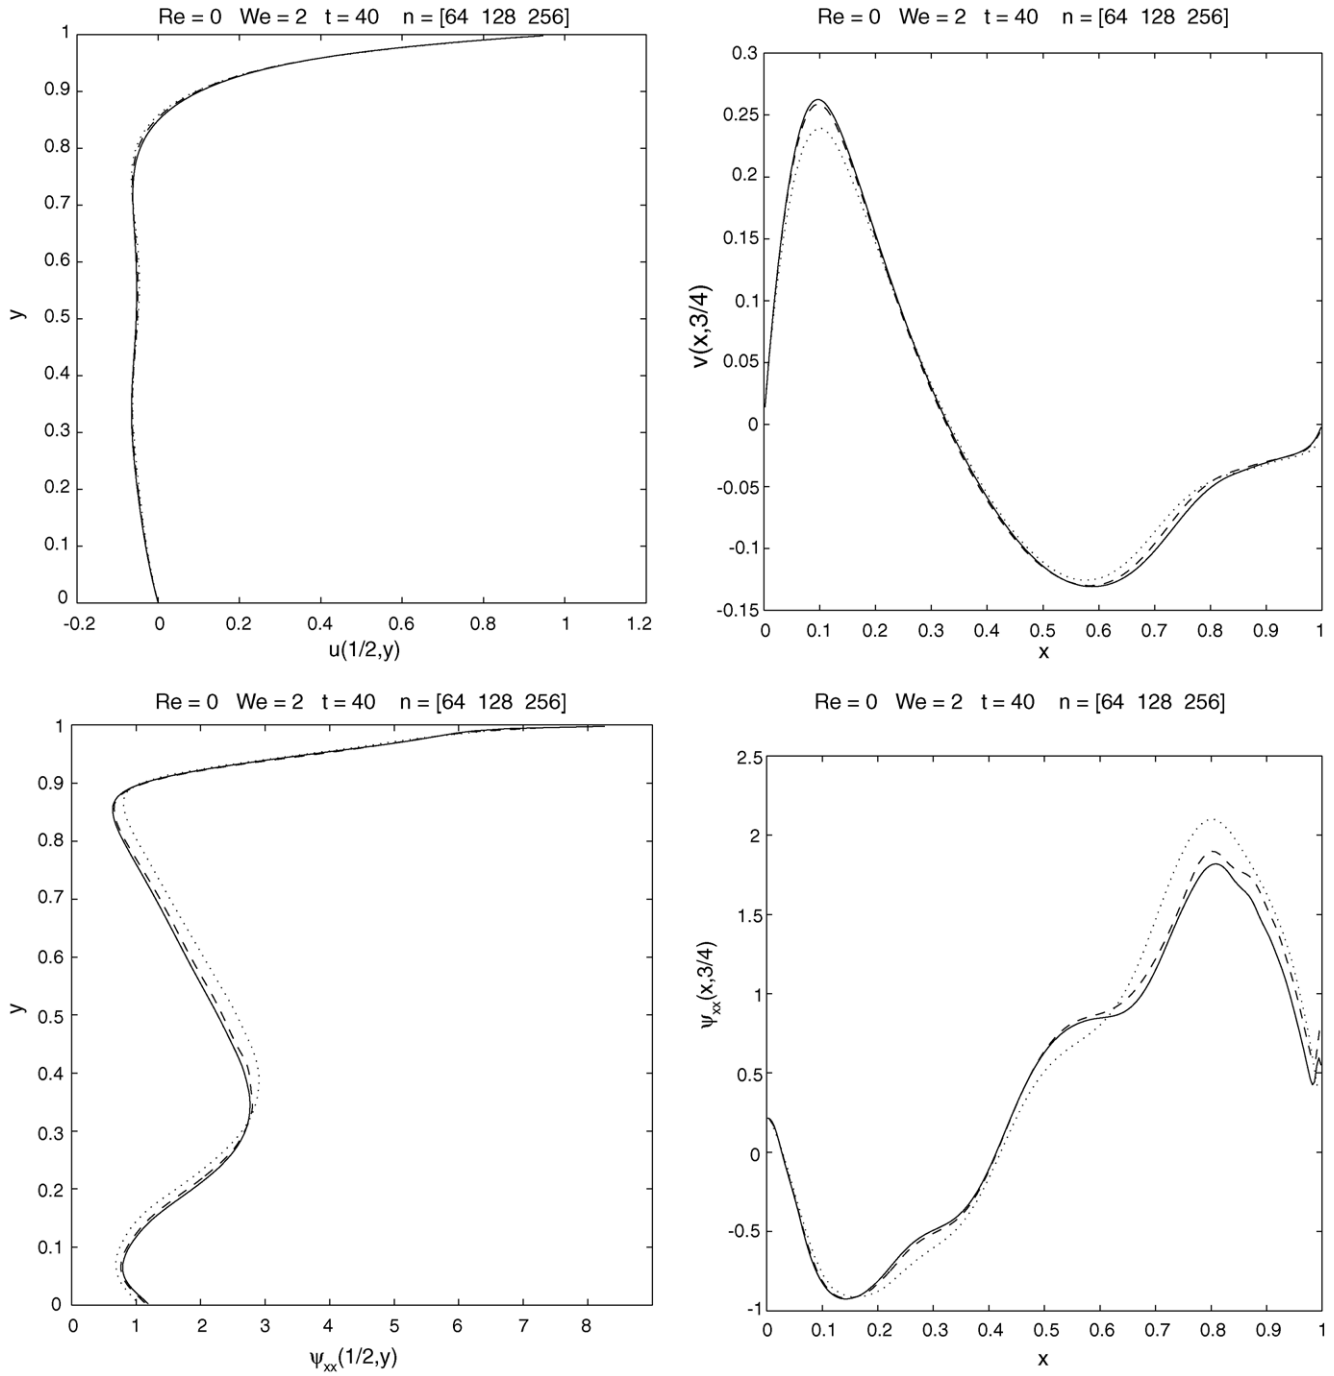 Re = 0 We = 2 t = 40 n = [64 128 256]
1
0.9
0.8
0.7
0.6
0.5
0.4
0.3
0.2
0.1
0
y
-0.2 0 0.2 0.4 0.6 0.8 1 1.2
u(1/2,y)
Re = 0 We = 2 t = 40 n = [64 128 256]
0.3
0.25
0.2
0.15
0.1
0.05
0
-0.05
-0.1
-0.15
v(x,3/4)
0 0.1 0.2 0.3 0.4 0.5 0.6 0.7 0.8 0.9 1
x
Re = 0 We = 2 t = 40 n = [64 128 256]
1
0.9
0.8
0.7
0.6
0.5
0.4
0.3
0.2
0.1
0
y
0 1 2 3 4 5 6 7 8
ψxx(1/2,y)
Re = 0 We = 2 t = 40 n = [64 128 256]
2.5
2
1.5
1
0.5
0
-0.5
-1
ψxx(x,3/4)
0 0.1 0.2 0.3 0.4 0.5 0.6 0.7 0.8 0.9 1
x